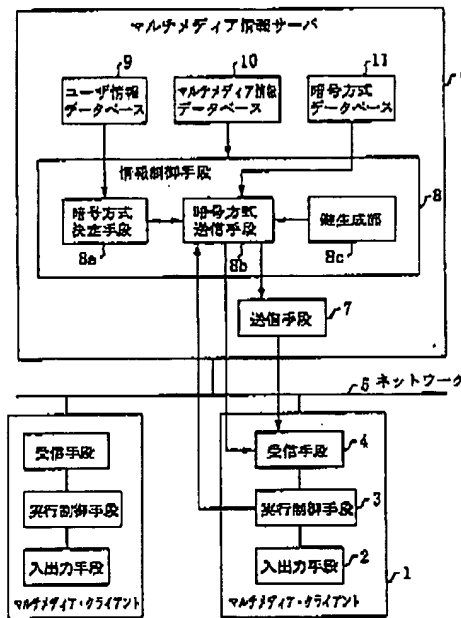 マルチメディア情報サーバ
9
10
11
ユーザ情報
データベース
マルチメディア情報
データベース
暗号方式
データベース
情報制御手段
8
暗号方式
決定手段
暗号方式
送信手段
鍵生成部
8a
8b
8c
7
送信手段
5 ネットワーク
受信手段
実行制御手段
入出力手段
マルチメディア・クライアント
受信手段
4
実行制御手段
3
入出力手段
2
1
マルチメディア・クライアント